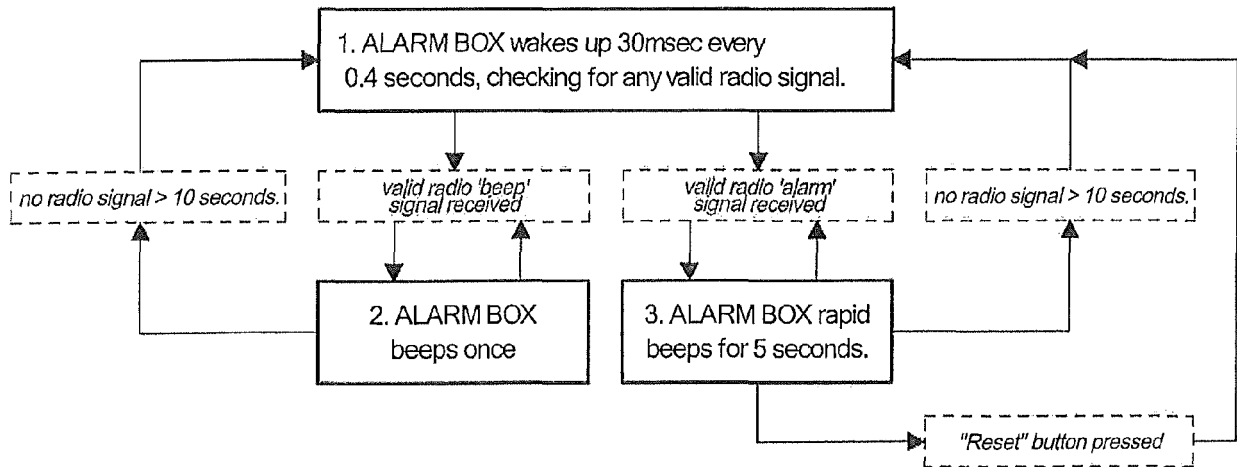 1. ALARM BOX wakes up 30msec every
0.4 seconds, checking for any valid radio signal.
no radio signal > 10 seconds.
valid radio 'beep'
signal received
valid radio 'alarm'
signal received
no radio signal > 10 seconds.
2. ALARM BOX
beeps once
3. ALARM BOX rapid
beeps for 5 seconds.
"Reset" button pressed